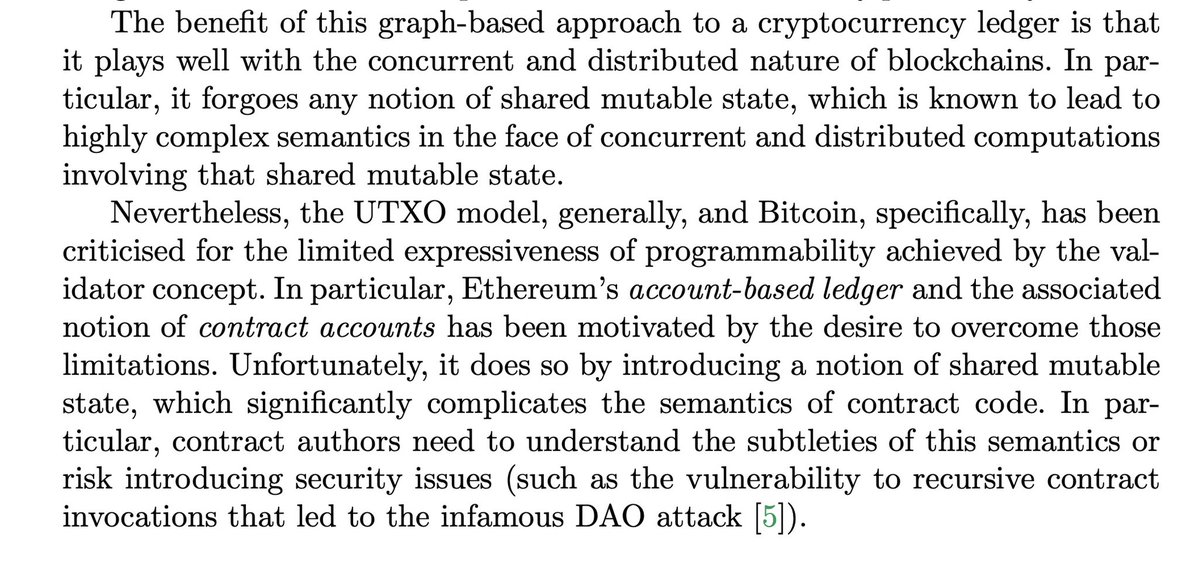 The benefit of this graph-based approach to a cryptocurrency ledger is that
it plays well with the concurrent and distributed nature of blockchains. In par-
ticular, it forgoes any notion of shared mutable state, which is known to lead to
highly complex semantics in the face of concurrent and distributed computations
involving that shared mutable state.
Nevertheless, the UTXO model, generally, and Bitcoin, specifically, has been
criticised for the limited expressiveness of programmability achieved by the val-
idator concept. In particular, Ethereum's account-based ledger and the associated
notion of contract accounts has been motivated by the desire to overcome those
limitations. Unfortunately, it does so by introducing a notion of shared mutable
state, which significantly complicates the semantics of contract code. In par-
ticular, contract authors need to understand the subtleties of this semantics or
risk introducing security issues (such as the vulnerability to recursive contract
invocations that led to the infamous DAO attack [5]).